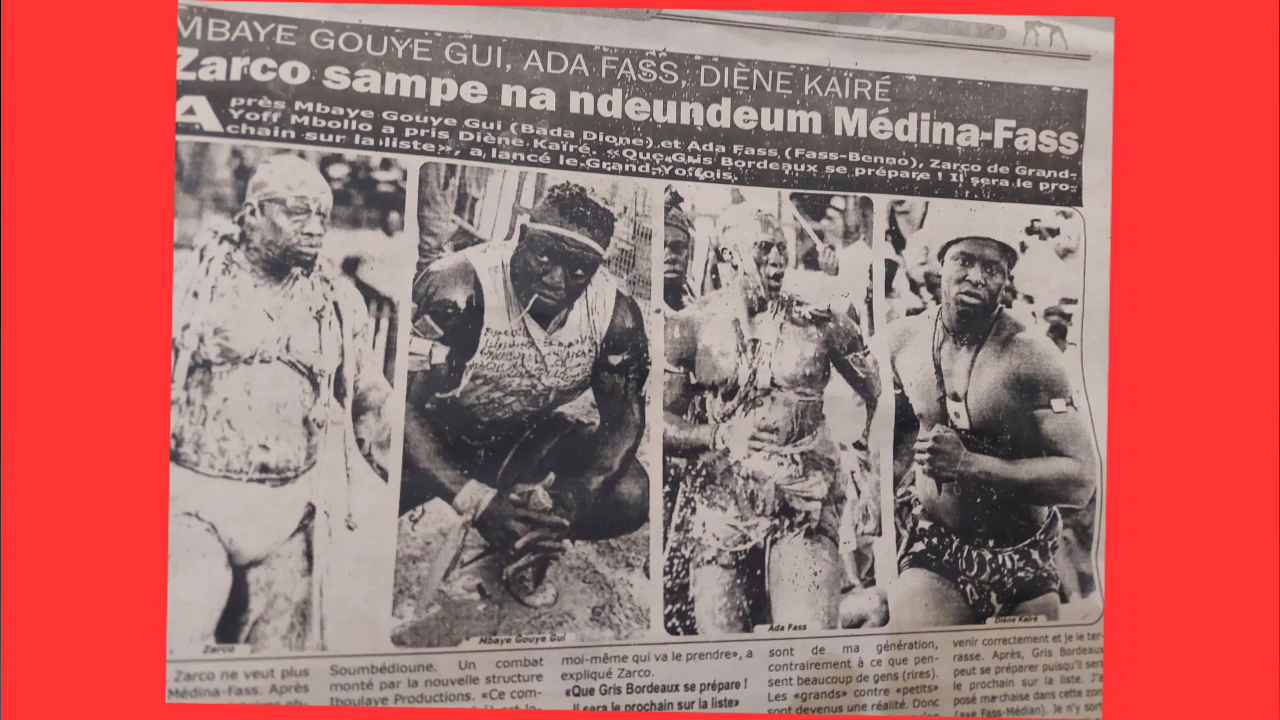 MBAYE GOUYE GUI, ADA FASS, DIÈNE KAÏRÉ
Zarco sampe na ndeundeum Médina-Fass
Après Mbaye Gouye Gui (Bada Dione) et Ada Fass (Fass-Benno), Zarco de Grand-
Yoff Mbollo a pris Diène Kaïré. «Que Gris Bordeaux se prépare ! Il sera le pro-
chain sur la liste», a lancé le Grand-Yoffois.
Zarco
Mbaye Gouye Gui
Ada Fass
Diène Kaïré
Zarco ne veut plus
Médina-Fass. Après
Soumbédioune. Un combat
monté par la nouvelle structure
Iboulaye Productions. «Ce com-
moi-même qui va le prendre», a
expliqué Zarco.
«Que Gris Bordeaux se prépare !
Il sera le prochain sur la liste»
sont de ma génération,
contrairement à ce que pen-
sent beaucoup de gens (rires).
Les «grands» contre «petits»
sont devenus une réalité. Donc
venir correctement et je le ter-
rasse. Après, Gris Bordeaux
peut se préparer puisqu'il sera
le prochain sur la liste. J'ai
posé ma chaise dans cette zone
(axe Fass-Médian). Je n'y sort